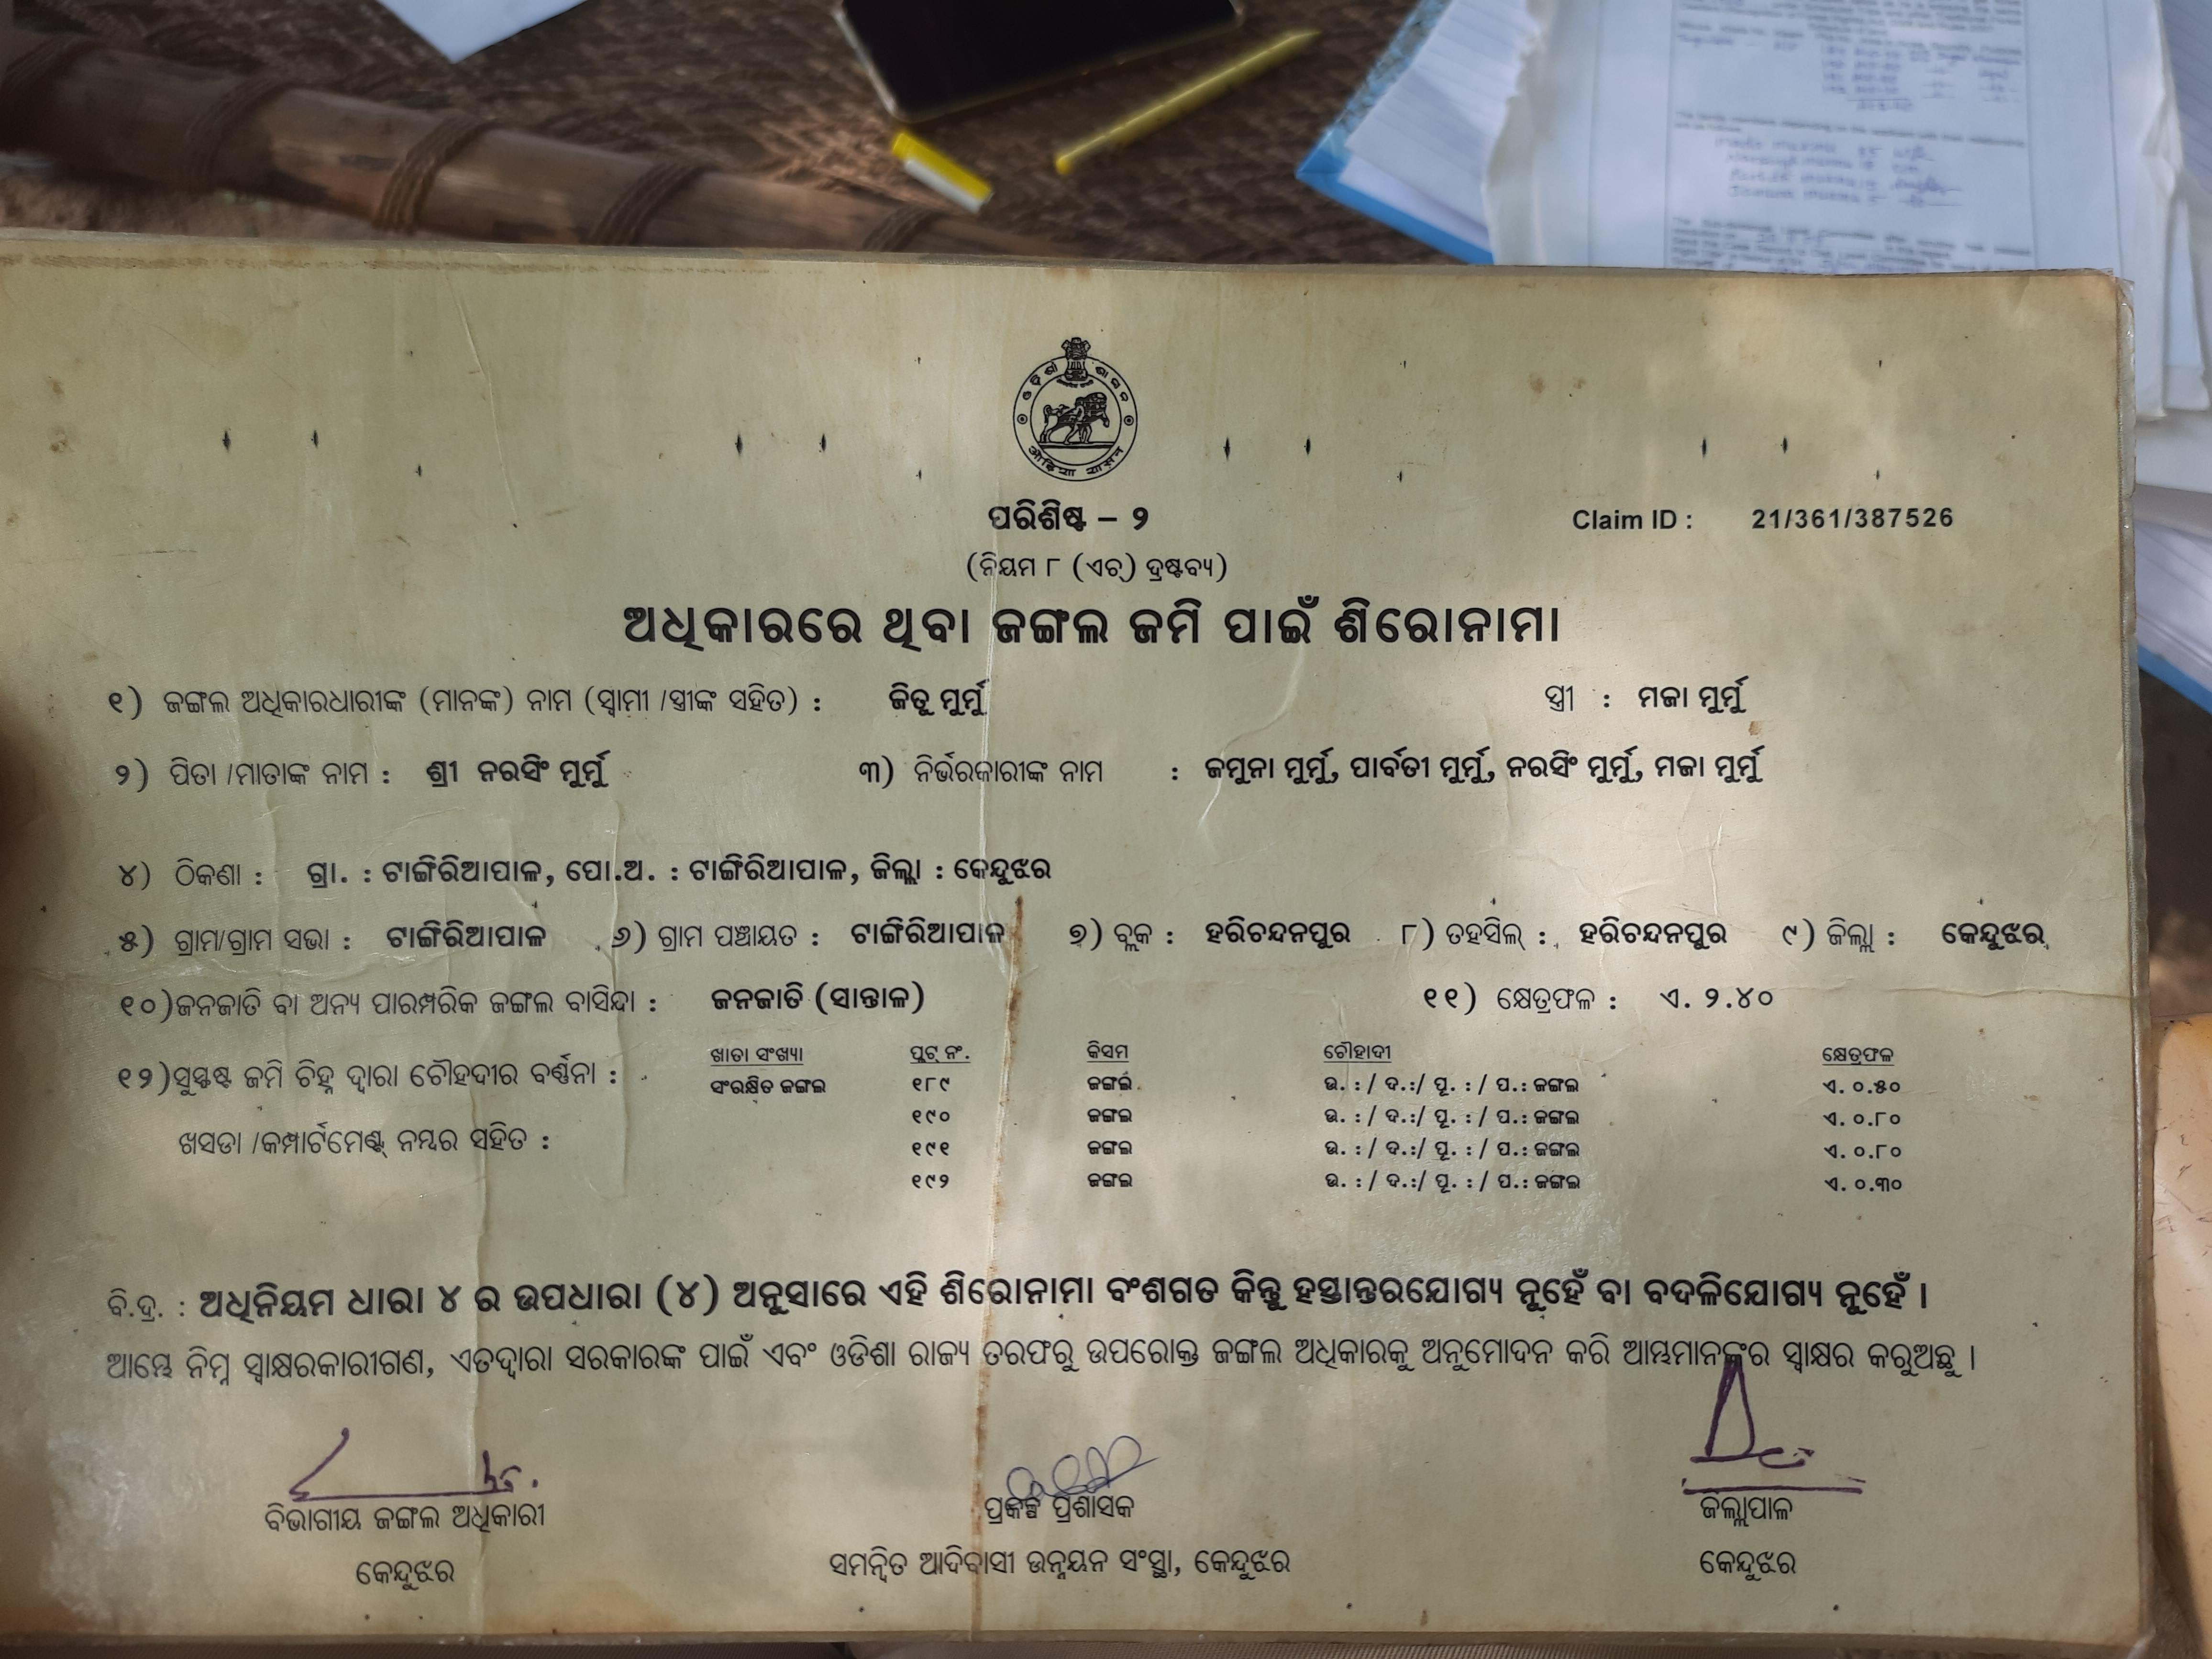 ଓଡ଼ିଶା ଶାସନ
ओड़िशा शासन
ପରିଶିଷ୍ଟ – ୨
Claim ID : 21/361/387526
(ନିୟମ ୮ (ଏଚ୍) ଦ୍ରଷ୍ଟବ୍ୟ)
ଅଧିକାରରେ ଥିବା ଜଙ୍ଗଲ ଜମି ପାଇଁ ଶିରୋନାମା
୧) ଜଙ୍ଗଲ ଅଧିକାରଧାରୀଙ୍କ (ମାନଙ୍କ) ନାମ (ସ୍ୱାମୀ /ସ୍ତ୍ରୀଙ୍କ ସହିତ) : ଜିତୁ ମୁର୍ମୁ ସ୍ତ୍ରୀ : ମଜା ମୁର୍ମୁ
୨) ପିତା /ମାତାଙ୍କ ନାମ : ଶ୍ରୀ ନରସିଂ ମୁର୍ମୁ ୩) ନିର୍ଭରକାରୀଙ୍କ ନାମ : ଜମୁନା ମୁର୍ମୁ, ପାର୍ବତୀ ମୁର୍ମୁ, ନରସିଂ ମୁର୍ମୁ, ମଜା ମୁର୍ମୁ
୪) ଠିକଣା : ଗ୍ରା. : ଟାଙ୍ଗିରିଆପାଳ, ପୋ.ଅ. : ଟାଙ୍ଗିରିଆପାଳ, ଜିଲ୍ଲା : କେନ୍ଦୁଝର
୫) ଗ୍ରାମ/ଗ୍ରାମ ସଭା : ଟାଙ୍ଗିରିଆପାଳ ୬) ଗ୍ରାମ ପଞ୍ଚାୟତ : ଟାଙ୍ଗିରିଆପାଳ ୭) ବ୍ଲକ : ହରିଚନ୍ଦନପୁର ୮) ତହସିଲ୍ : ହରିଚନ୍ଦନପୁର ୯) ଜିଲ୍ଲା : କେନ୍ଦୁଝର
୧୦)ଜନଜାତି ବା ଅନ୍ୟ ପାରମ୍ପରିକ ଜଙ୍ଗଲ ବାସିନ୍ଦା : ଜନଜାତି (ସାନ୍ତାଳ) ୧୧) କ୍ଷେତ୍ରଫଳ : ଏ. ୨.୪୦
୧୨)ସୁସ୍ପଷ୍ଟ ଜମି ଚିହ୍ନ ଦ୍ୱାରା ଚୌହଦୀର ବର୍ଣ୍ଣନା :
ଖସଡା /କମ୍ପାର୍ଟମେଣ୍ଟ୍ ନମ୍ବର ସହିତ :
ଖାତା ସଂଖ୍ୟା ପ୍ଲଟ୍ ନଂ. କିସମ ଚୌହାଦୀ କ୍ଷେତ୍ରଫଳ
ସଂରକ୍ଷିତ ଜଙ୍ଗଲ ୧୮୯ ଜଙ୍ଗଲ ଉ. : / ଦ.:/ ପୂ. : / ପ.: ଜଙ୍ଗଲ ଏ. ୦.୫୦
୧୯୦ ଜଙ୍ଗଲ ଉ. : / ଦ.:/ ପୂ. : / ପ.: ଜଙ୍ଗଲ ଏ. ୦.୮୦
୧୯୧ ଜଙ୍ଗଲ ଉ. : / ଦ.:/ ପୂ. : / ପ.: ଜଙ୍ଗଲ ଏ. ୦.୮୦
୧୯୨ ଜଙ୍ଗଲ ଉ. : / ଦ.:/ ପୂ. : / ପ.: ଜଙ୍ଗଲ ଏ. ୦.୩୦
ବି.ଦ୍ର. : ଅଧିନିୟମ ଧାରା ୪ ର ଉପଧାରା (୪) ଅନୁସାରେ ଏହି ଶିରୋନାମା ବଂଶଗତ କିନ୍ତୁ ହସ୍ତାନ୍ତରଯୋଗ୍ୟ ନୁହେଁ ବା ବଦଳିଯୋଗ୍ୟ ନୁହେଁ ।
ଆମ୍ଭେ ନିମ୍ନ ସ୍ୱାକ୍ଷରକାରୀଗଣ, ଏତଦ୍ଦ୍ୱାରା ସରକାରଙ୍କ ପାଇଁ ଏବଂ ଓଡିଶା ରାଜ୍ୟ ତରଫରୁ ଉପରୋକ୍ତ ଜଙ୍ଗଲ ଅଧିକାରକୁ ଅନୁମୋଦନ କରି ଆମ୍ଭମାନଙ୍କର ସ୍ୱାକ୍ଷର କରୁଅଛୁ ।
ବିଭାଗୀୟ ଜଙ୍ଗଲ ଅଧିକାରୀ ପ୍ରକଳ୍ପ ପ୍ରଶାସକ ଜିଲ୍ଲାପାଳ
କେନ୍ଦୁଝର ସମନ୍ୱିତ ଆଦିବାସୀ ଉନ୍ନୟନ ସଂସ୍ଥା, କେନ୍ଦୁଝର କେନ୍ଦୁଝର